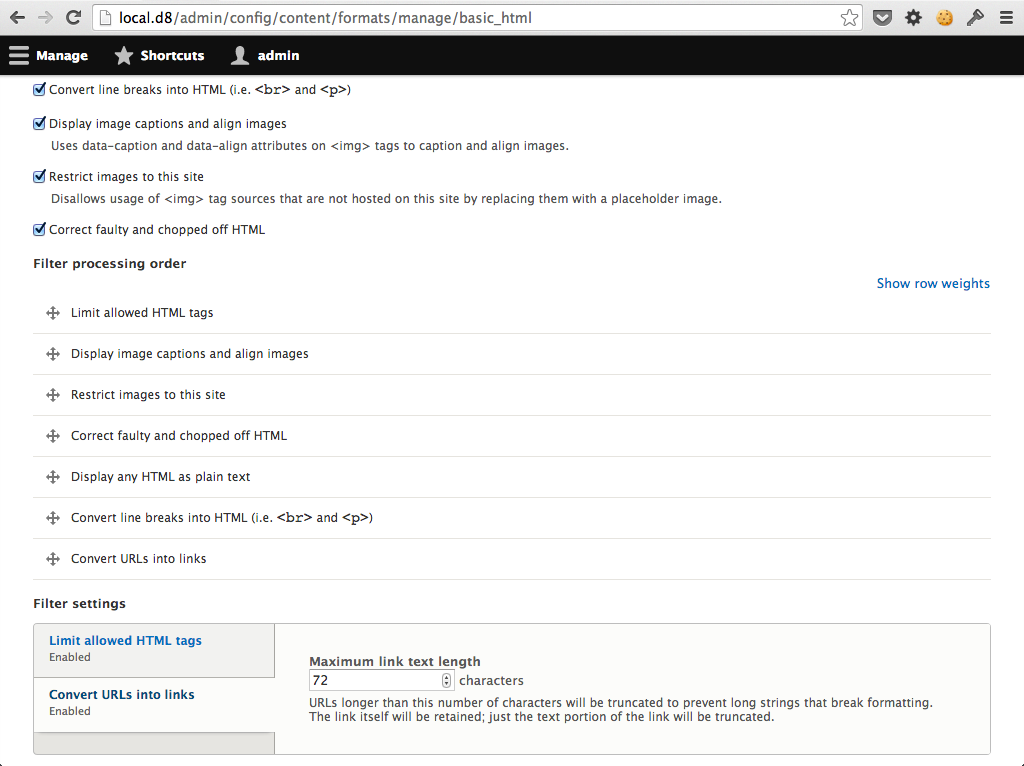 local.d8/admin/config/content/formats/manage/basic_html
Manage Shortcuts admin
Convert line breaks into HTML (i.e. <br> and <p>)
Display image captions and align images
Uses data-caption and data-align attributes on <img> tags to caption and align images.
Restrict images to this site
Disallows usage of <img> tag sources that are not hosted on this site by replacing them with a placeholder image.
Correct faulty and chopped off HTML
Filter processing order
Show row weights
Limit allowed HTML tags
Display image captions and align images
Restrict images to this site
Correct faulty and chopped off HTML
Display any HTML as plain text
Convert line breaks into HTML (i.e. <br> and <p>)
Convert URLs into links
Filter settings
Limit allowed HTML tags
Enabled
Convert URLs into links
Enabled
Maximum link text length
72 characters
URLs longer than this number of characters will be truncated to prevent long strings that break formatting.
The link itself will be retained; just the text portion of the link will be truncated.